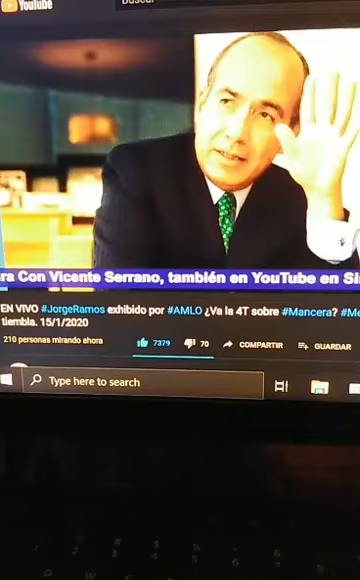 YouTube
Buscar
ra Con Vicente Serrano, también en YouTube en Si
EN VIVO #JorgeRamos exhibido por #AMLO ¿Va la 4T sobre #Mancera? #Me
tiembla. 15/1/2020
210 personas mirando ahora
7379
70
COMPARTIR
GUARDAR
Type here to search